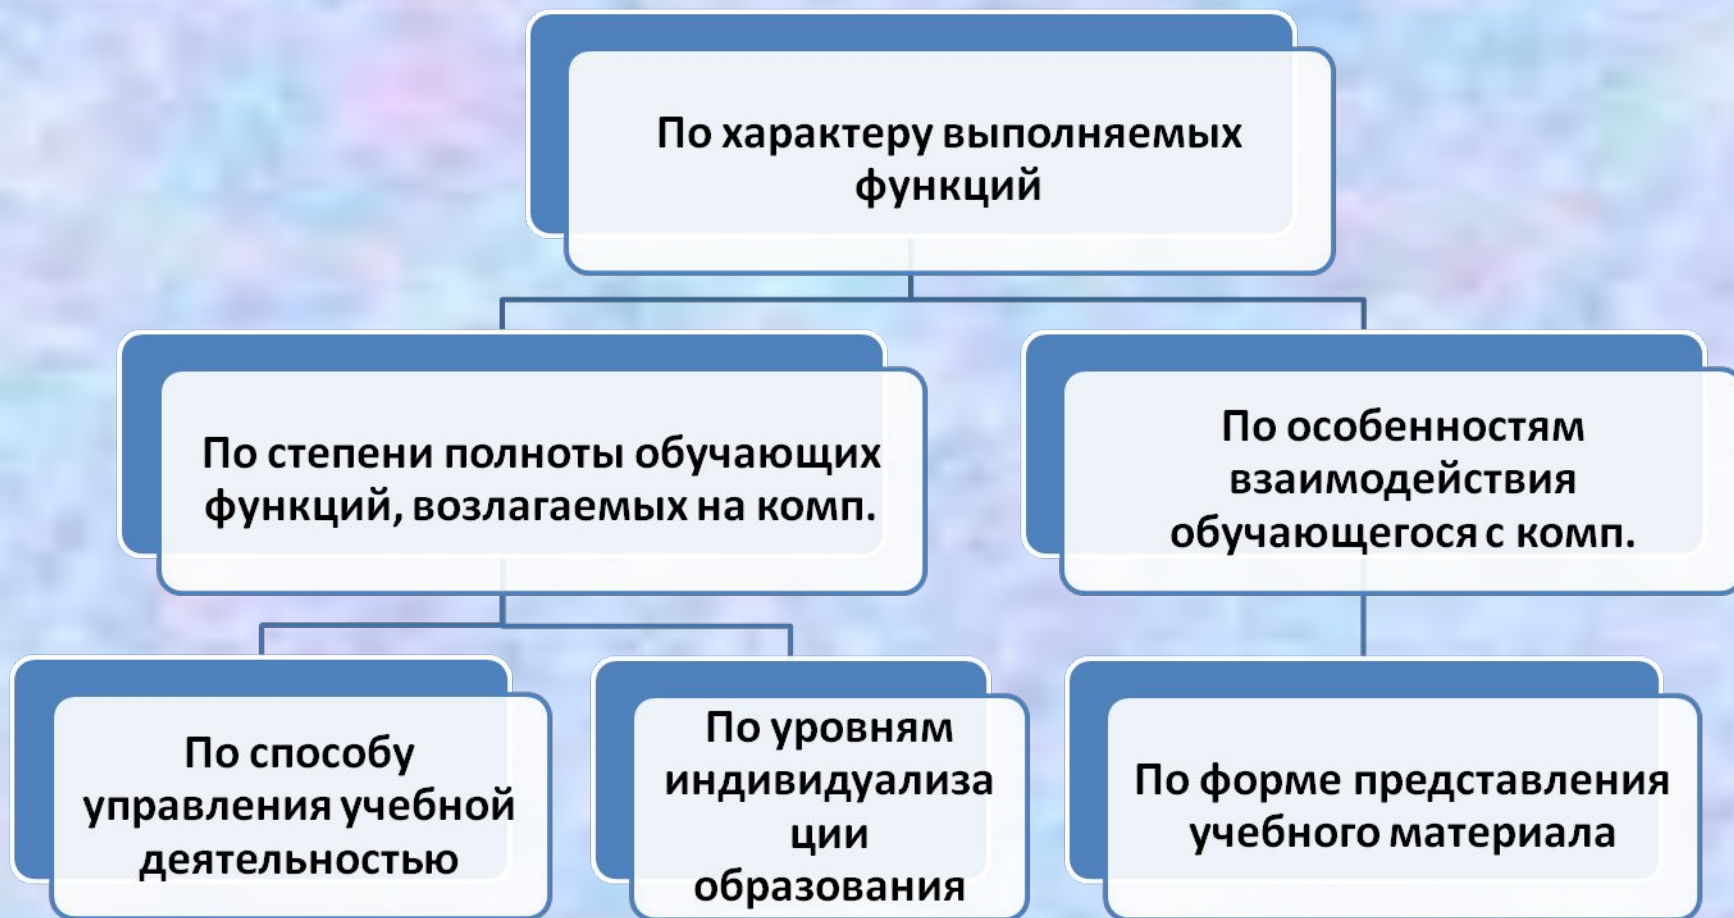 По характеру выполняемых
функций
По степени полноты обучающих
функций, возлагаемых на комп.
По особенностям
взаимодействия
обучающегося с комп.
По способу
управления учебной
деятельностью
По уровням
индивидуализа
ции
образования
По форме представления
учебного материала